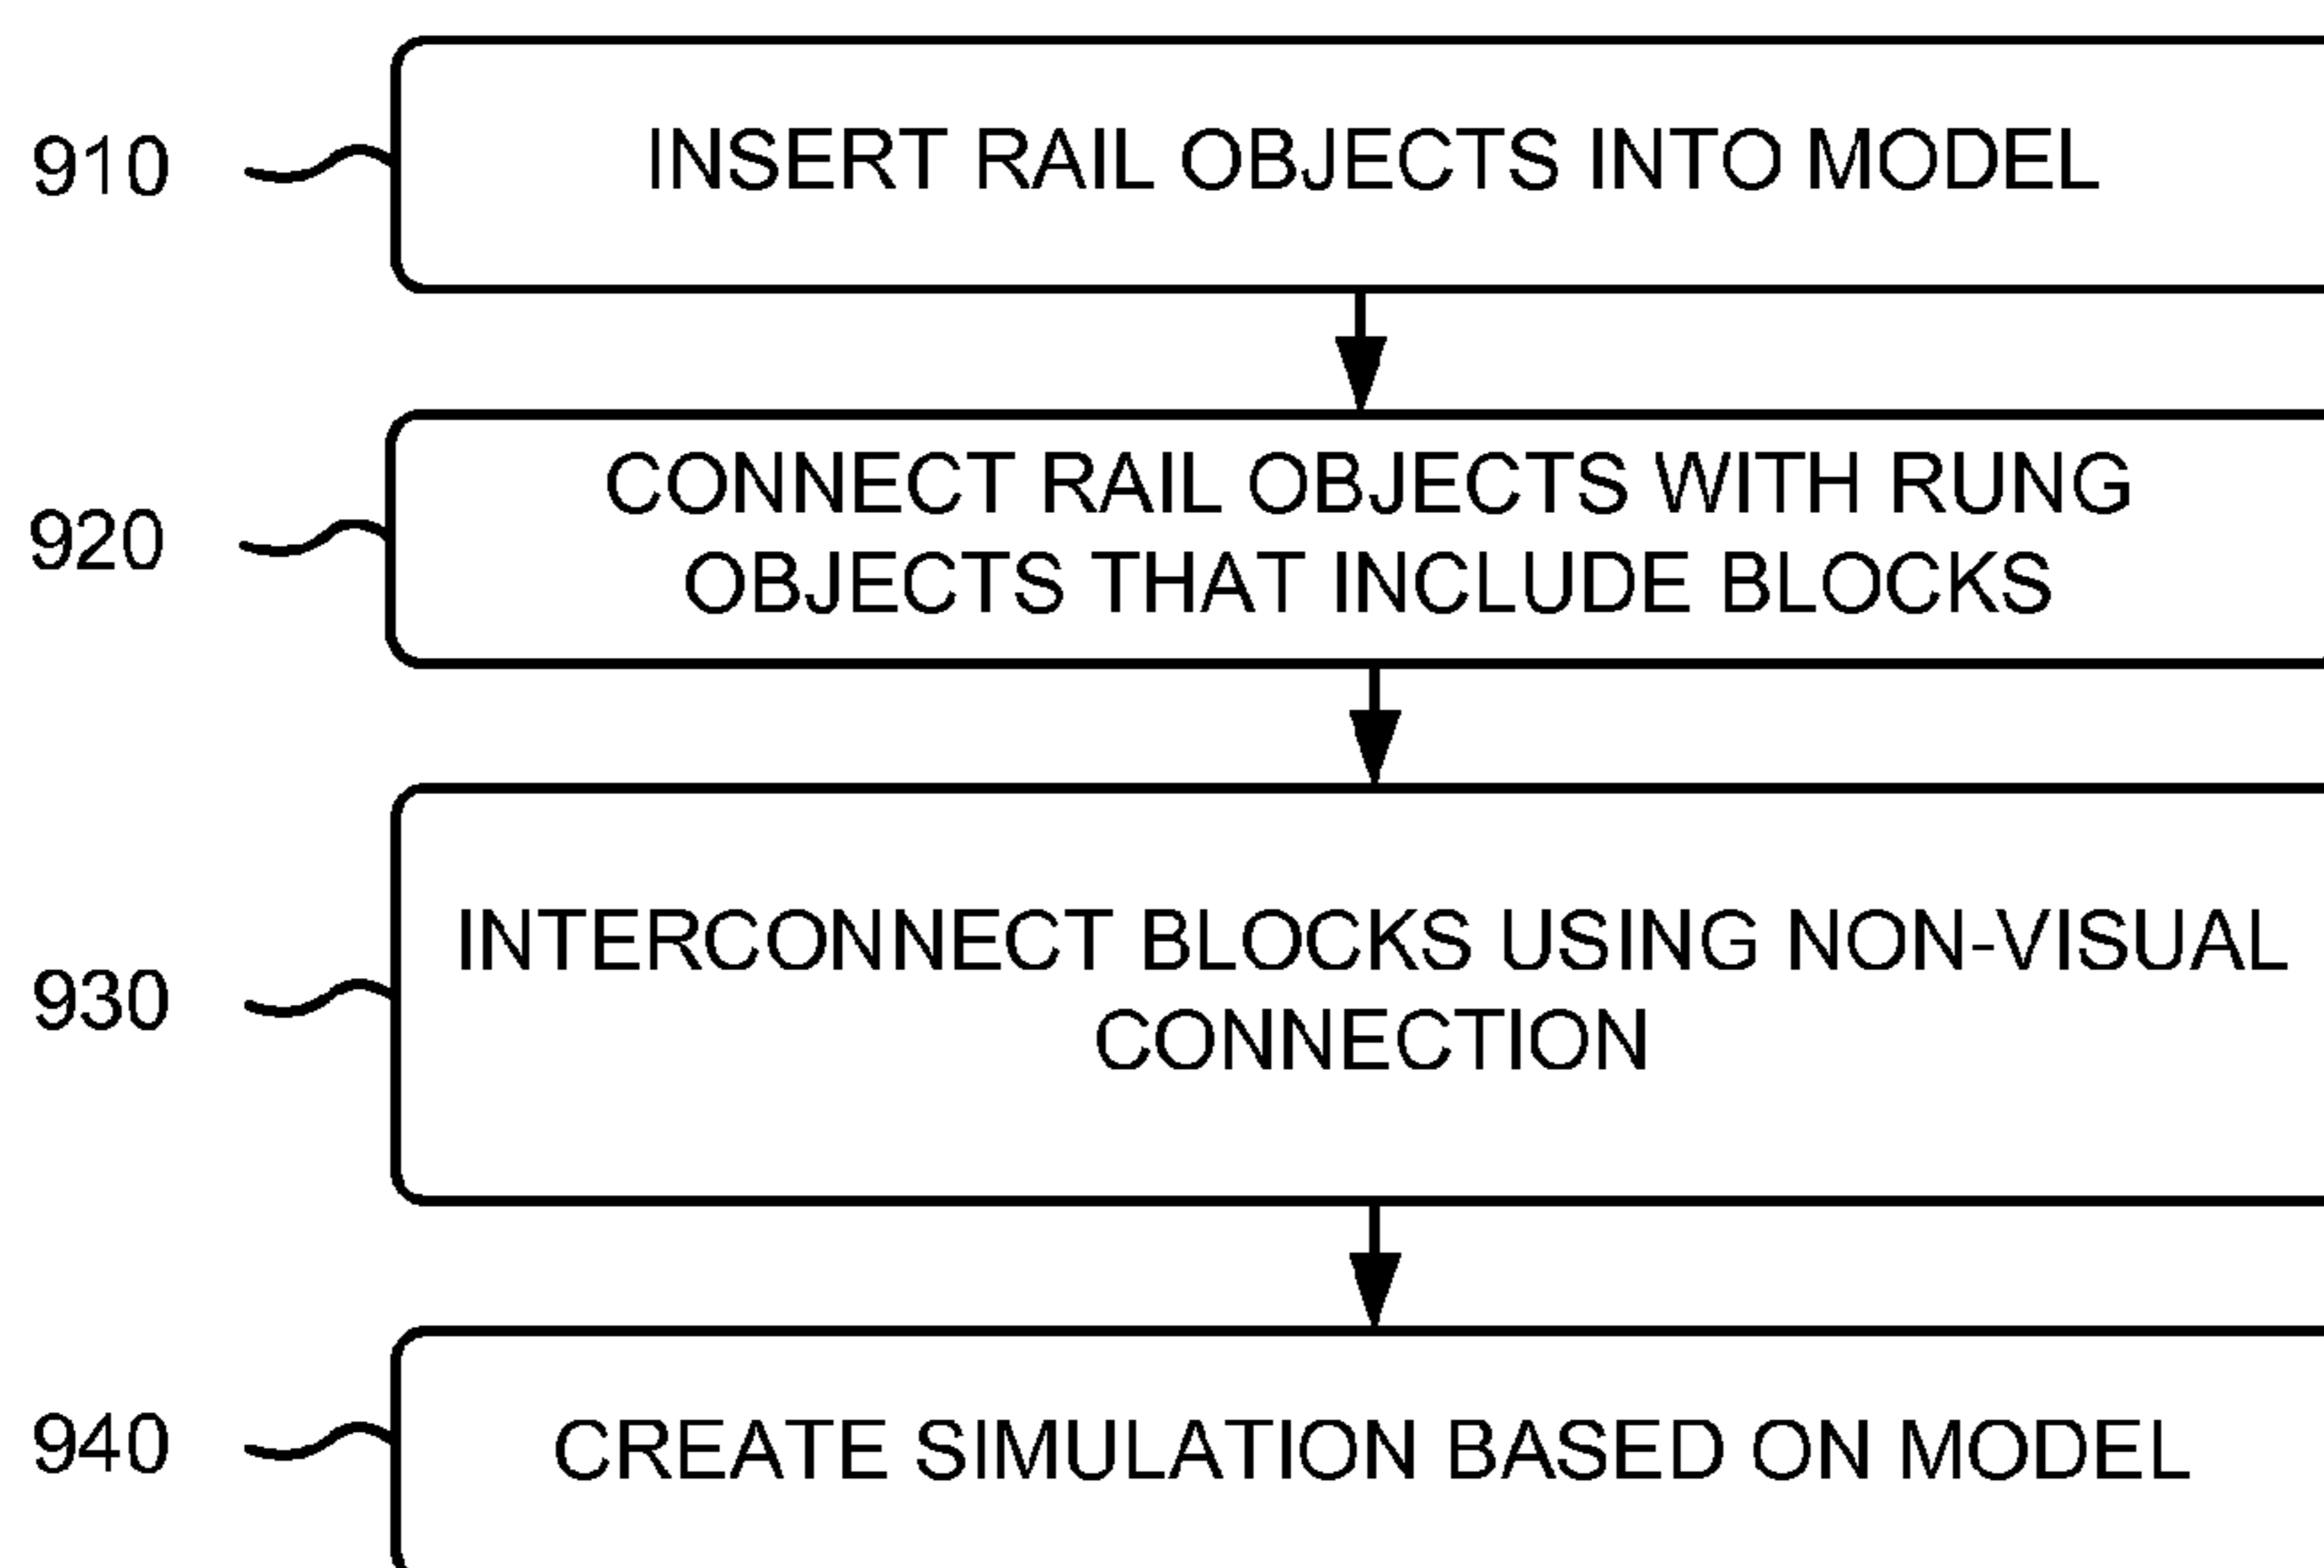 910
INSERT RAIL OBJECTS INTO MODEL
920
CONNECT RAIL OBJECTS WITH RUNG
OBJECTS THAT INCLUDE BLOCKS
930
INTERCONNECT BLOCKS USING NON-VISUAL
CONNECTION
940
CREATE SIMULATION BASED ON MODEL